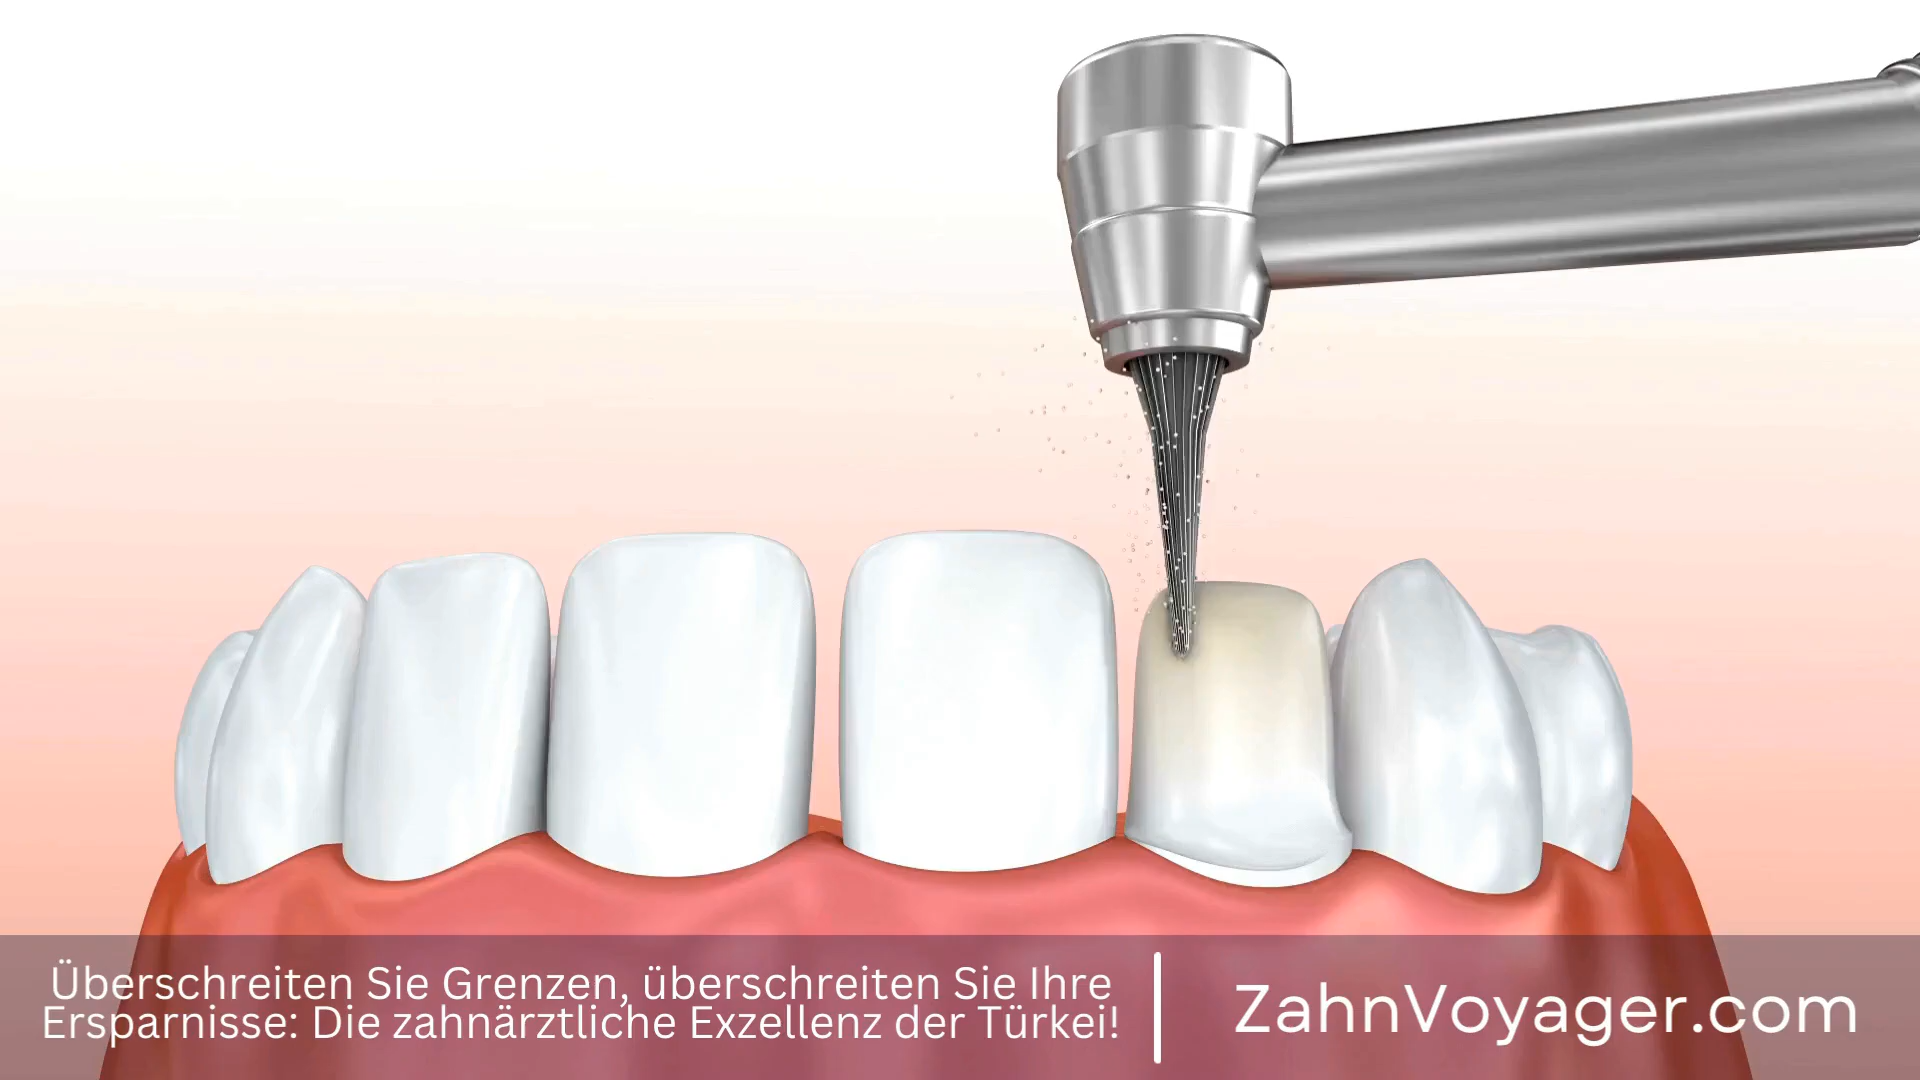 Überschreiten Sie Grenzen, überschreiten Sie Ihre
Ersparnisse: Die zahnärztliche Exzellenz der Türkei!
ZahnVoyager.com